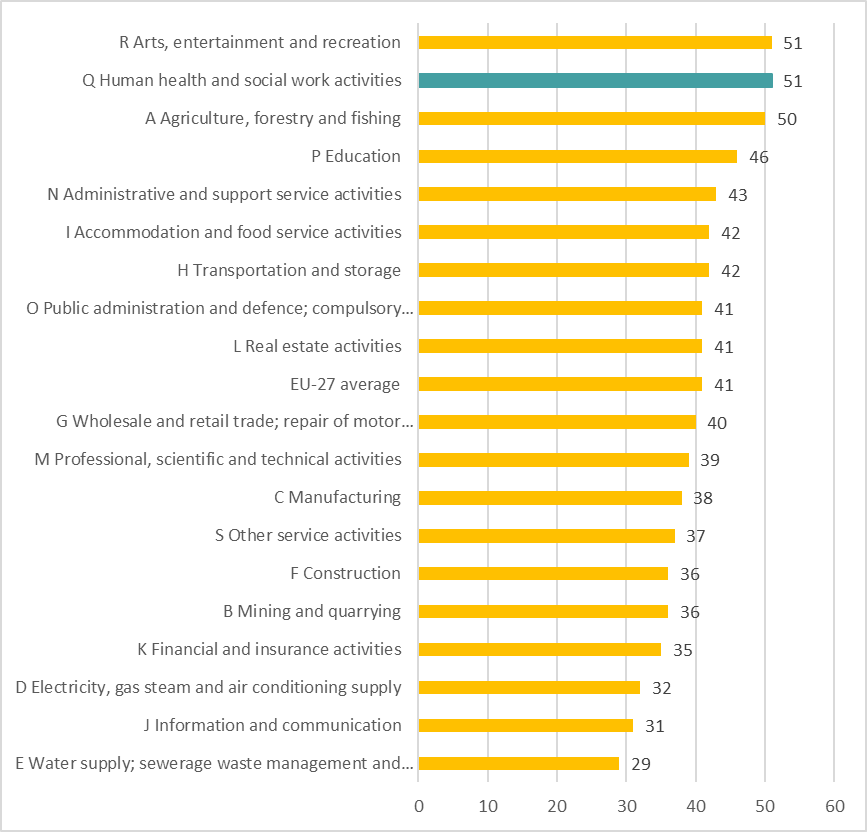 R Arts, entertainment and recreation 51
Q Human health and social work activities 51
A Agriculture, forestry and fishing 50
P Education 46
N Administrative and support service activities 43
I Accommodation and food service activities 42
H Transportation and storage 42
O Public administration and defence; compulsory... 41
L Real estate activities 41
EU-27 average 41
G Wholesale and retail trade; repair of motor... 40
M Professional, scientific and technical activities 39
C Manufacturing 38
S Other service activities 37
F Construction 36
B Mining and quarrying 36
K Financial and insurance activities 35
D Electricity, gas steam and air conditioning supply 32
J Information and communication 31
E Water supply; sewerage waste management and... 29
0 10 20 30 40 50 60